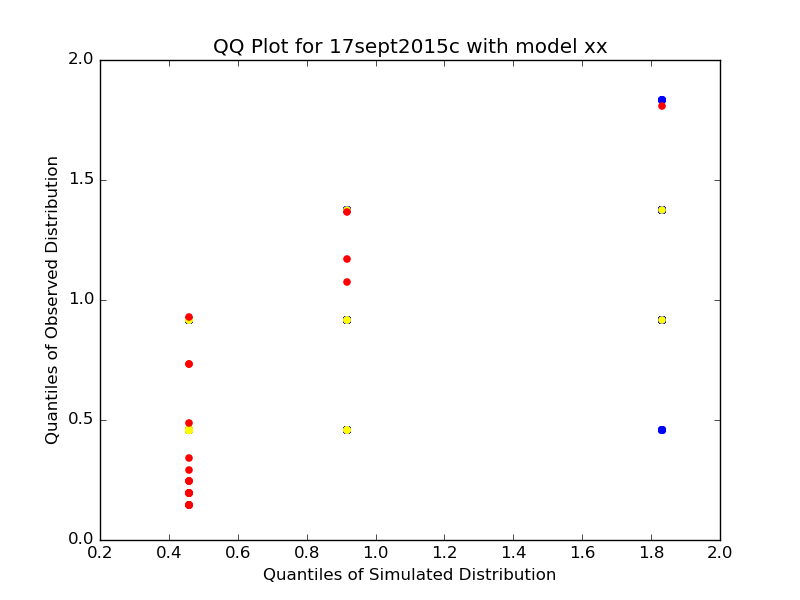 QQ Plot for 17sept2015c with model xx
2.0
1.5
1.0
0.5
0.0
Quantiles of Observed Distribution
0.2 0.4 0.6 0.8 1.0 1.2 1.4 1.6 1.8 2.0
Quantiles of Simulated Distribution